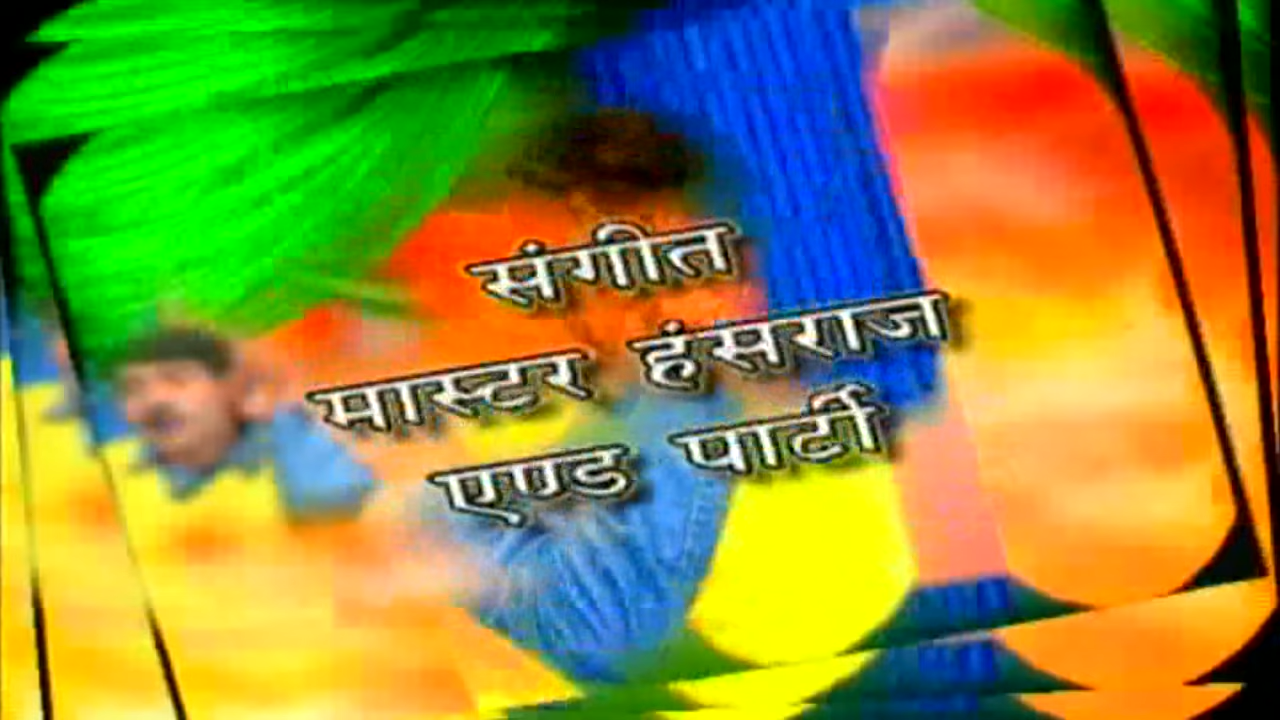 संगीत
मास्टर हंसराज
एण्ड पार्टी